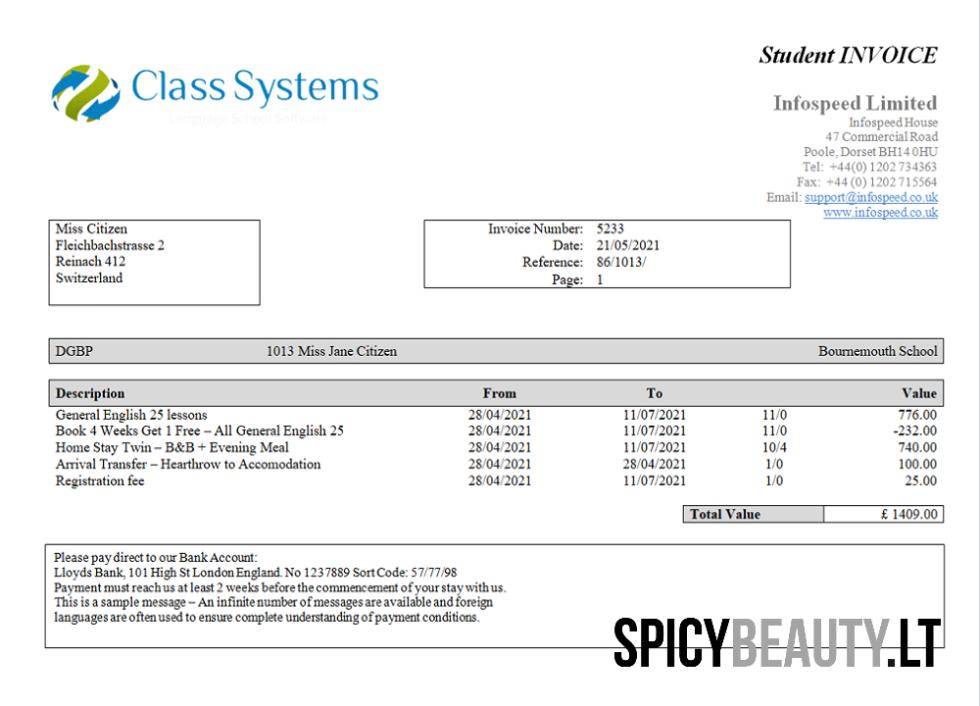 Student INVOICE
Class Systems
Language School Software
Infospeed Limited
Infospeed House
47 Commercial Road
Poole, Dorset BH14 0HU
Tel: +44(0) 1202 734363
Fax: +44 (0) 1202 715564
Email: support@infospeed.co.uk
www.infospeed.co.uk
Miss Citizen
Fleichbachstrasse 2
Reinach 412
Switzerland
Invoice Number: 5233
Date: 21/05/2021
Reference: 86/1013/
Page: 1
DGBP 1013 Miss Jane Citizen Bournemouth School
Description From To Value
General English 25 lessons 28/04/2021 11/07/2021 11/0 776.00
Book 4 Weeks Get 1 Free – All General English 25 28/04/2021 11/07/2021 11/0 -232.00
Home Stay Twin – B&B + Evening Meal 28/04/2021 11/07/2021 10/4 740.00
Arrival Transfer – Hearthrow to Accomodation 28/04/2021 28/04/2021 1/0 100.00
Registration fee 28/04/2021 11/07/2021 1/0 25.00
Total Value £ 1409.00
Please pay direct to our Bank Account:
Lloyds Bank, 101 High St London England. No 1237889 Sort Code: 57/77/98
Payment must reach us at least 2 weeks before the commencement of your stay with us.
This is a sample message – An infinite number of messages are available and foreign
languages are often used to ensure complete understanding of payment conditions.
SPICYBEAUTY.LT